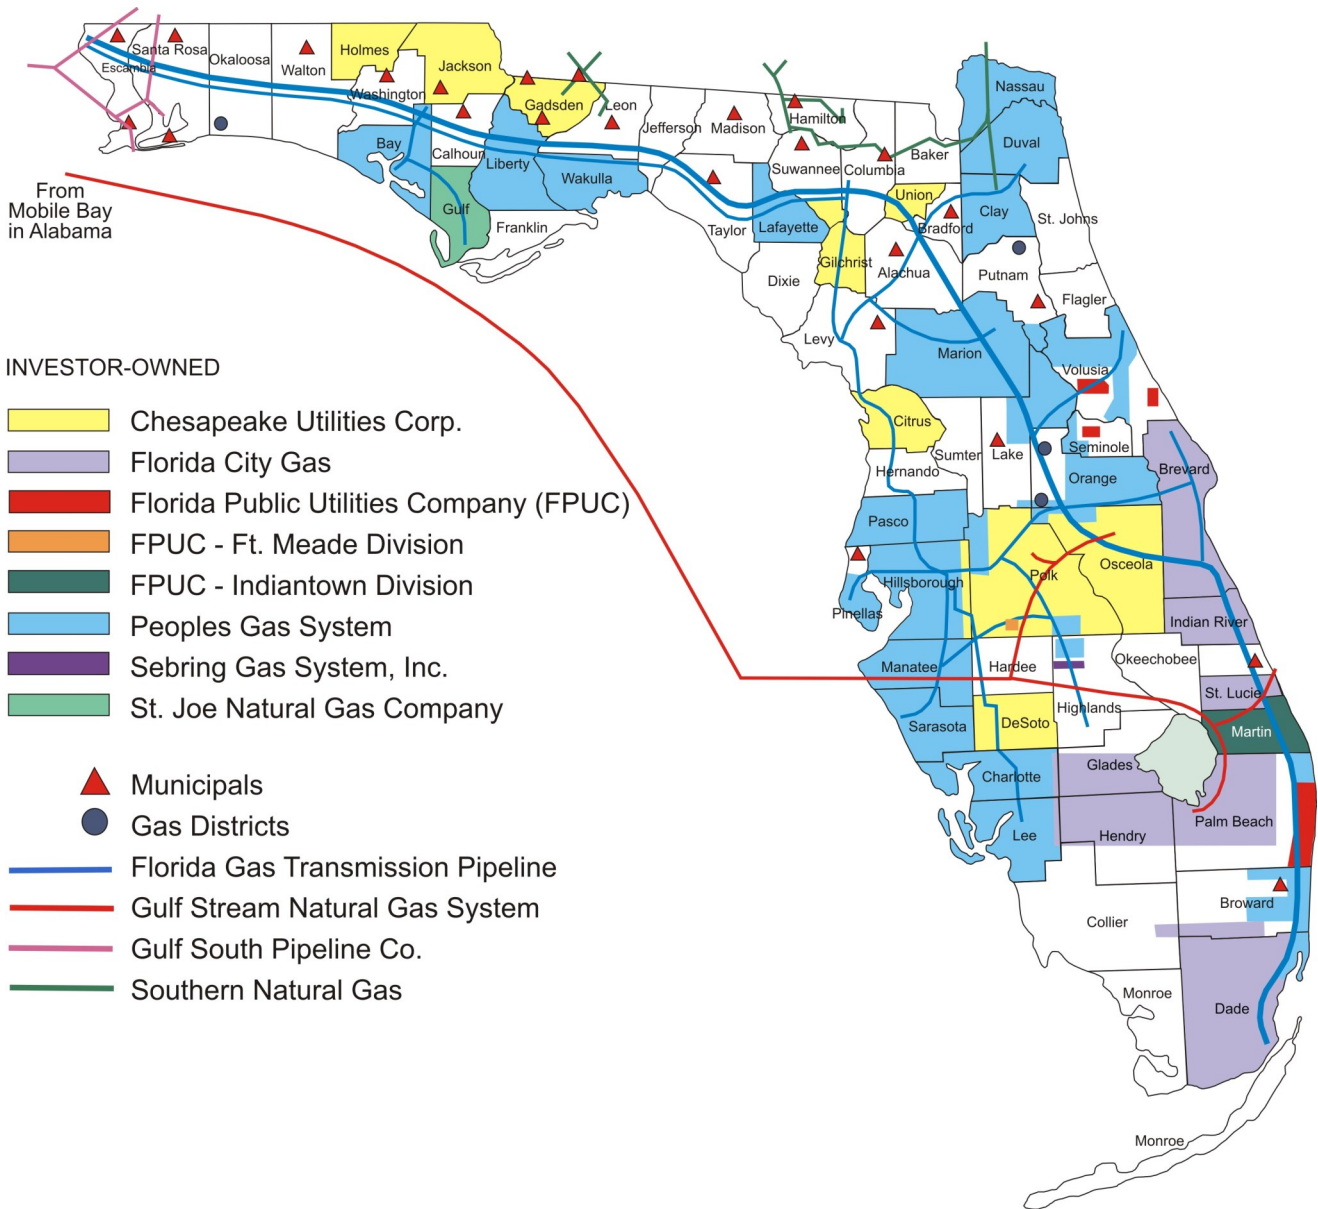 Santa Rosa
Escambia
Okaloosa
Walton
Holmes
Jackson
Washington
Gadsden
Leon
Jefferson
Madison
Hamilton
Nassau
Duval
Baker
Suwannee
Columbia
Bay
Calhoun
Liberty
Wakulla
Union
Gulf
Franklin
Taylor
Lafayette
Bradford
Clay
St. Johns
From
Mobile Bay
in Alabama
Gilchrist
Alachua
Dixie
Putnam
Flagler
Levy
Marion
Volusia
INVESTOR-OWNED
Chesapeake Utilities Corp.
Florida City Gas
Florida Public Utilities Company (FPUC)
FPUC - Ft. Meade Division
FPUC - Indiantown Division
Peoples Gas System
Sebring Gas System, Inc.
St. Joe Natural Gas Company
Municipals
Gas Districts
Florida Gas Transmission Pipeline
Gulf Stream Natural Gas System
Gulf South Pipeline Co.
Southern Natural Gas
Citrus
Sumter
Lake
Seminole
Hernando
Orange
Brevard
Pasco
Hillsborough
Polk
Osceola
Pinellas
Indian River
Manatee
Hardee
Okeechobee
St. Lucie
Highlands
Sarasota
DeSoto
Martin
Glades
Charlotte
Lee
Hendry
Palm Beach
Broward
Collier
Monroe
Dade
Monroe